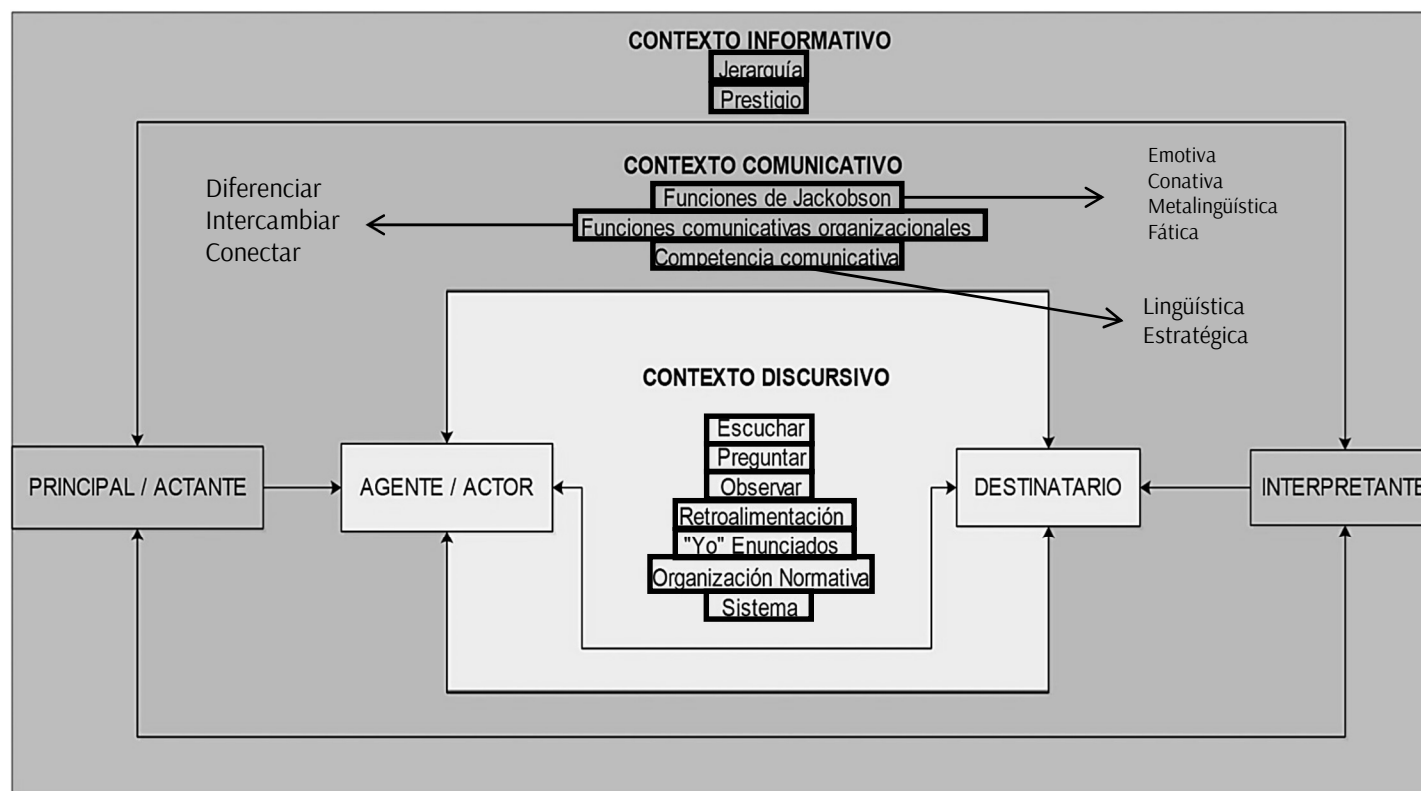 CONTEXTO INFORMATIVO
Jerarquía
Prestigio
CONTEXTO COMUNICATIVO
Funciones de Jackobson
Funciones comunicativas organizacionales
Competencia comunicativa
Diferenciar
Intercambiar
Conectar
Emotiva
Conativa
Metalingüística
Fática
Lingüística
Estratégica
CONTEXTO DISCURSIVO
Escuchar
Preguntar
Observar
Retroalimentación
"Yo" Enunciados
Organización Normativa
Sistema
PRINCIPAL / ACTANTE
AGENTE / ACTOR
DESTINATARIO
INTERPRETANTE